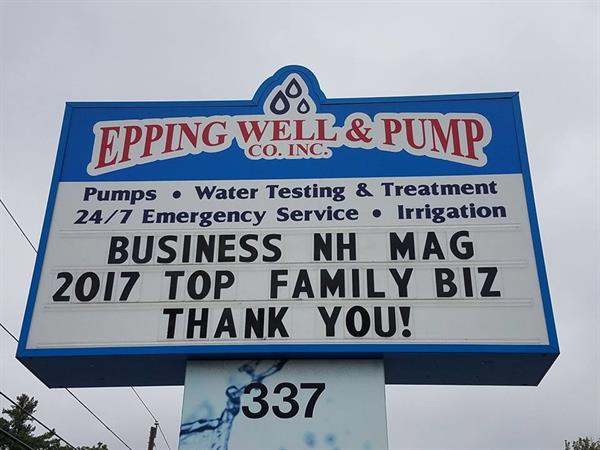 EPPING WELL & PUMP
CO. INC.
Pumps • Water Testing & Treatment
24/7 Emergency Service • Irrigation
BUSINESS NH MAG
2017 TOP FAMILY BIZ
THANK YOU!
337